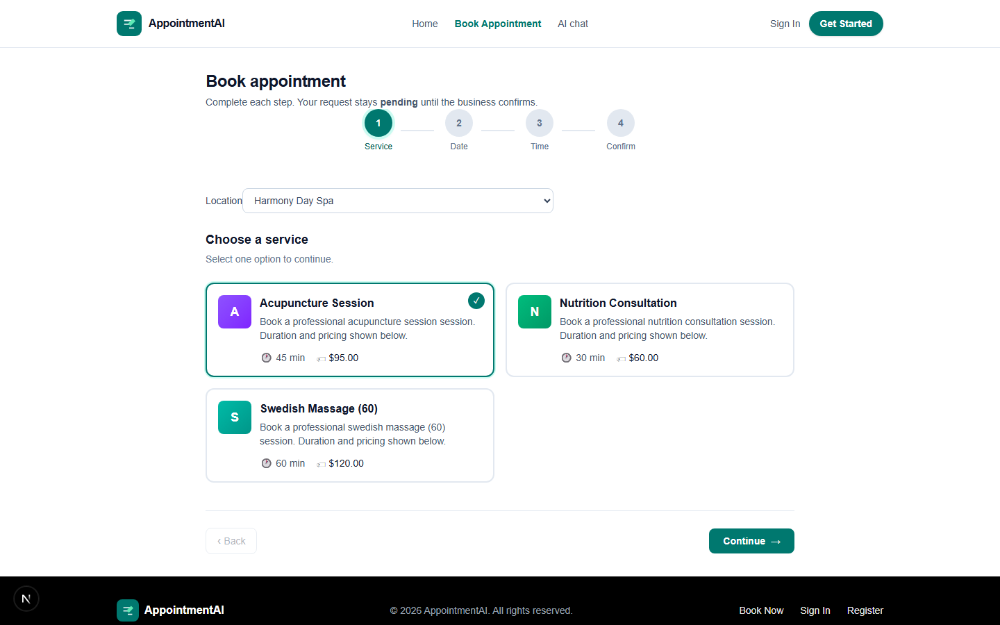 AppointmentAI
Home
Book Appointment
AI chat
Sign In
Get Started
Book appointment
Complete each step. Your request stays pending until the business confirms.
1
2
3
4
Service
Date
Time
Confirm
Location
Harmony Day Spa
Choose a service
Select one option to continue.
A
Acupuncture Session
Book a professional acupuncture session session.
Duration and pricing shown below.
45 min
$95.00
N
Nutrition Consultation
Book a professional nutrition consultation session.
Duration and pricing shown below.
30 min
$60.00
S
Swedish Massage (60)
Book a professional swedish massage (60)
session. Duration and pricing shown below.
60 min
$120.00
‹ Back
Continue →
N
AppointmentAI
© 2026 AppointmentAI. All rights reserved.
Book Now
Sign In
Register